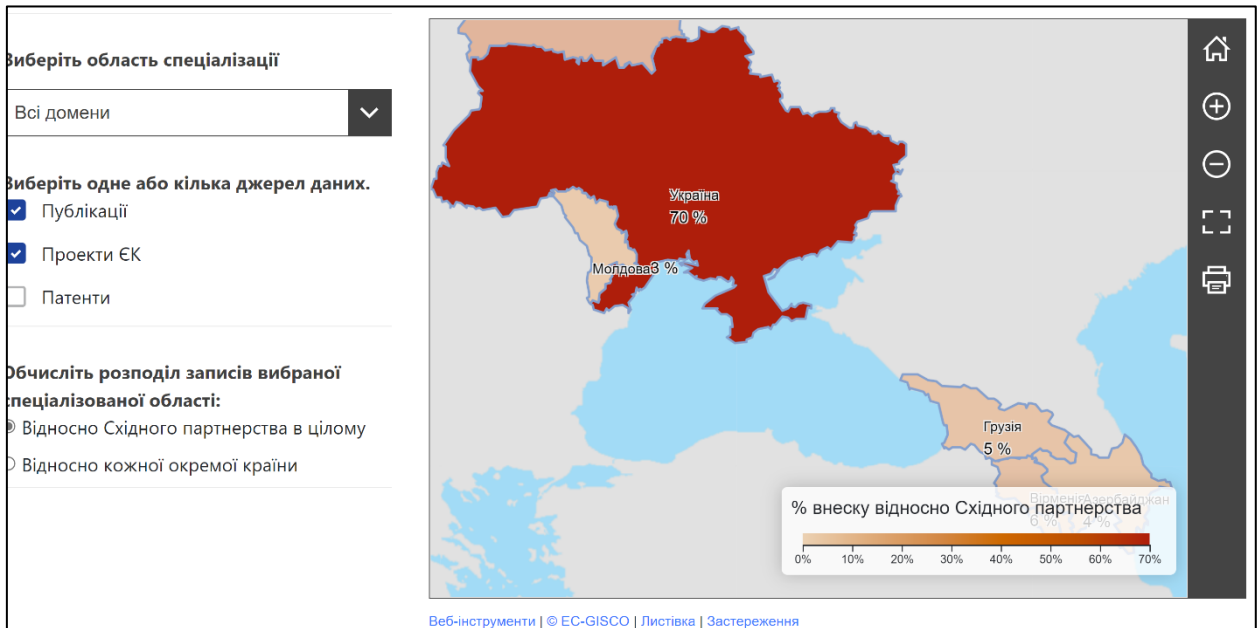 Виберіть область спеціалізації
Всі домени
Виберіть одне або кілька джерел даних.
Публікації
Проекти ЄК
Патенти
Обчисліть розподіл записів вибраної
спеціалізованої області:
Відносно Східного партнерства в цілому
Відносно кожної окремої країни
Україна
70 %
Молдова3 %
Грузія
5 %
ВірменіяАзербайджан
6 % 4 %
% внеску відносно Східного партнерства
0% 10% 20% 30% 40% 50% 60% 70%
Веб-інструменти | © EC-GISCO | Листівка | Застереження